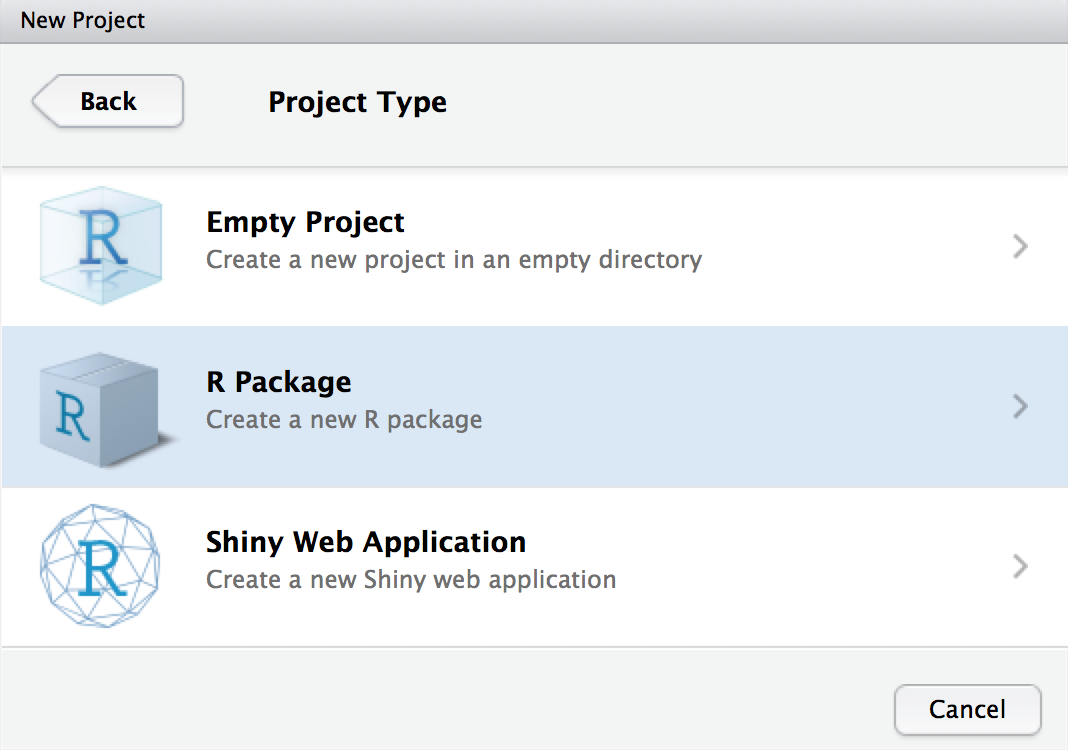 New Project
Back
Project Type
R
Empty Project
Create a new project in an empty directory
R
R Package
Create a new R package
R
Shiny Web Application
Create a new Shiny web application
Cancel